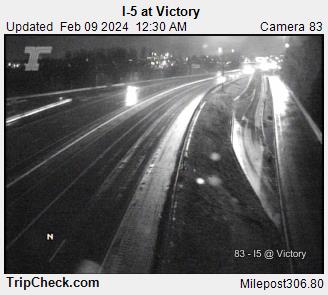 I-5 at Victory
Updated Feb 09 2024 12:30 AM Camera 83
N
83 - I5 @ Victory
TripCheck.com Milepost306.80